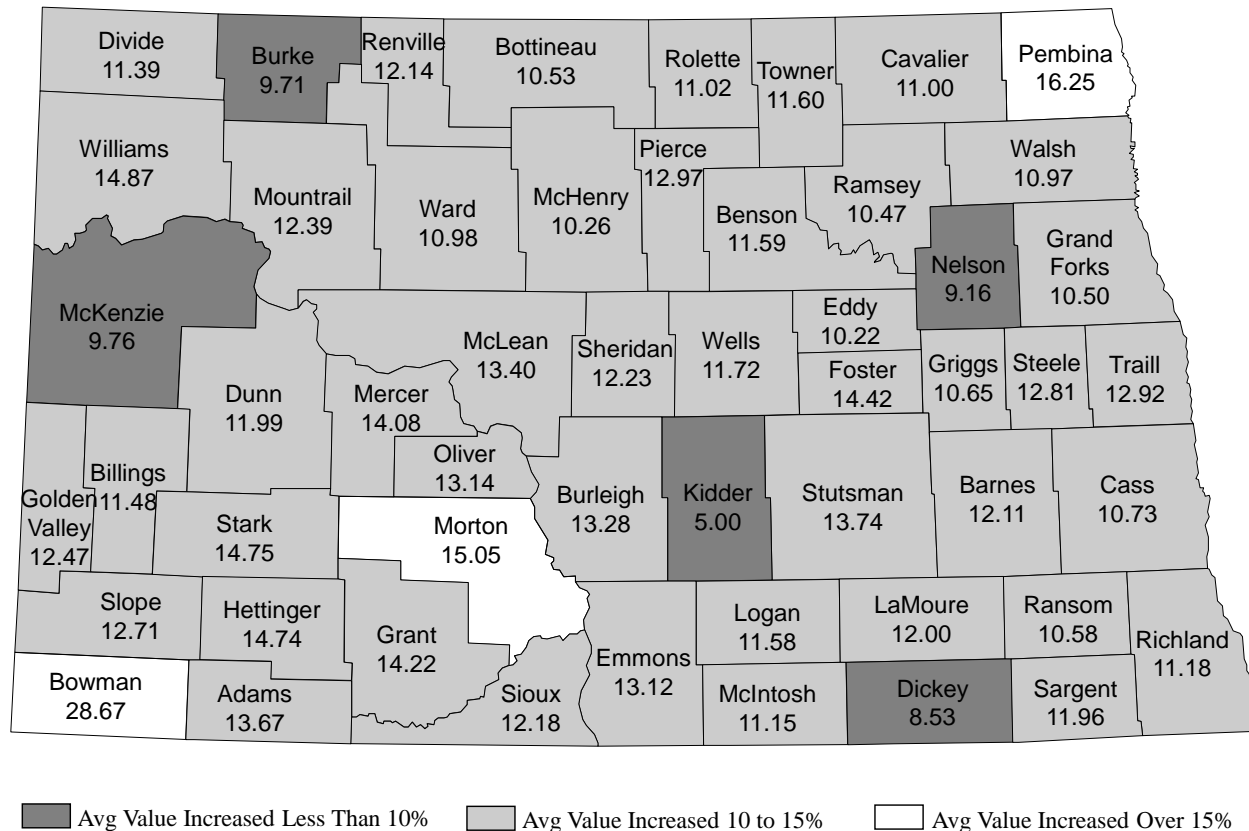 Divide
11.39
Burke
9.71
Renville
12.14
Bottineau
10.53
Rolette
11.02
Towner
11.60
Cavalier
11.00
Pembina
16.25
Williams
14.87
Mountrail
12.39
Ward
10.98
McHenry
10.26
Pierce
12.97
Benson
11.59
Ramsey
10.47
Walsh
10.97
McKenzie
9.76
Nelson
9.16
Grand
Forks
10.50
Dunn
11.99
McLean
13.40
Mercer
14.08
Oliver
13.14
Sheridan
12.23
Wells
11.72
Eddy
10.22
Foster
14.42
Griggs
10.65
Steele
12.81
Traill
12.92
Golden
Valley
12.47
Billings
11.48
Stark
14.75
Morton
15.05
Burleigh
13.28
Kidder
5.00
Stutsman
13.74
Barnes
12.11
Cass
10.73
Slope
12.71
Hettinger
14.74
Grant
14.22
Emmons
13.12
Logan
11.58
LaMoure
12.00
Ransom
10.58
Richland
11.18
Bowman
28.67
Adams
13.67
Sioux
12.18
McIntosh
11.15
Dickey
8.53
Sargent
11.96
Avg Value Increased Less Than 10%
Avg Value Increased 10 to 15%
Avg Value Increased Over 15%